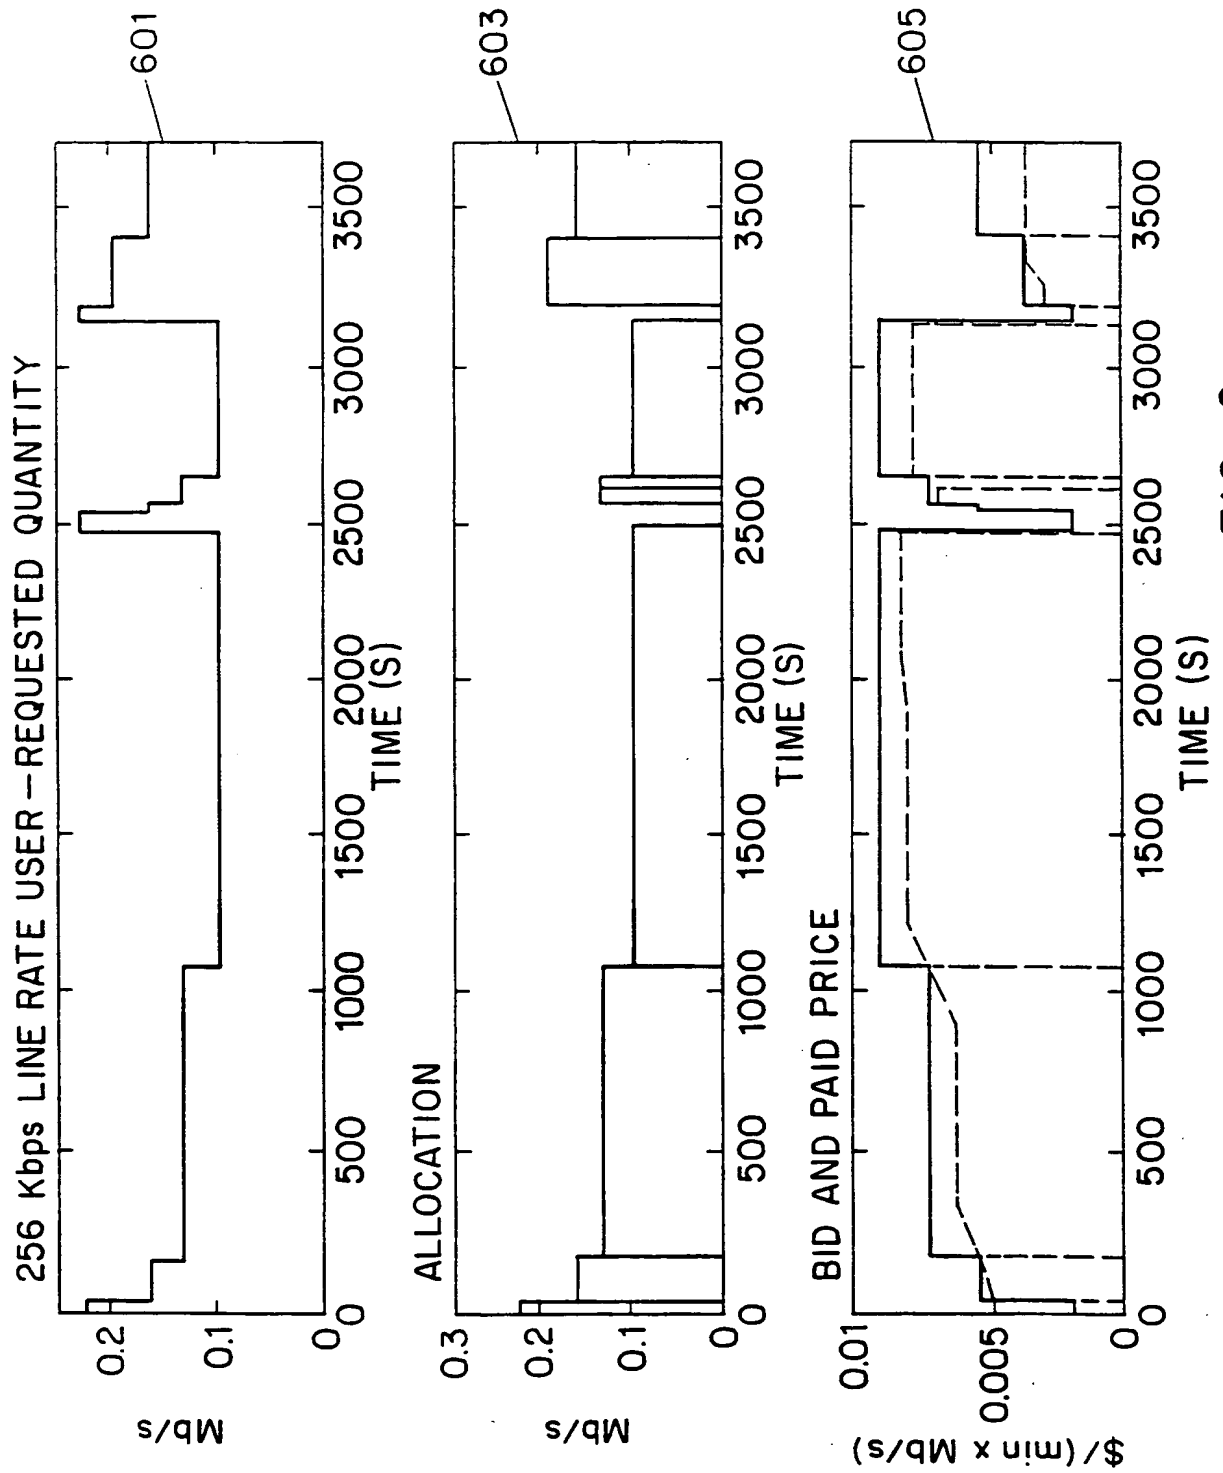 256 Kbps LINE RATE USER—REQUESTED QUANTITY
601
Mb/s
0.2
0.1
0
0 500 1000 1500 2000 2500 3000 3500
TIME (S)
ALLOCATION
603
Mb/s
0.3
0.2
0.1
0
0 500 1000 1500 2000 2500 3000 3500
TIME (S)
BID AND PAID PRICE
605
$/(min x Mb/s)
0.01
0.005
0
0 500 1000 1500 2000 2500 3000 3500
TIME (S)